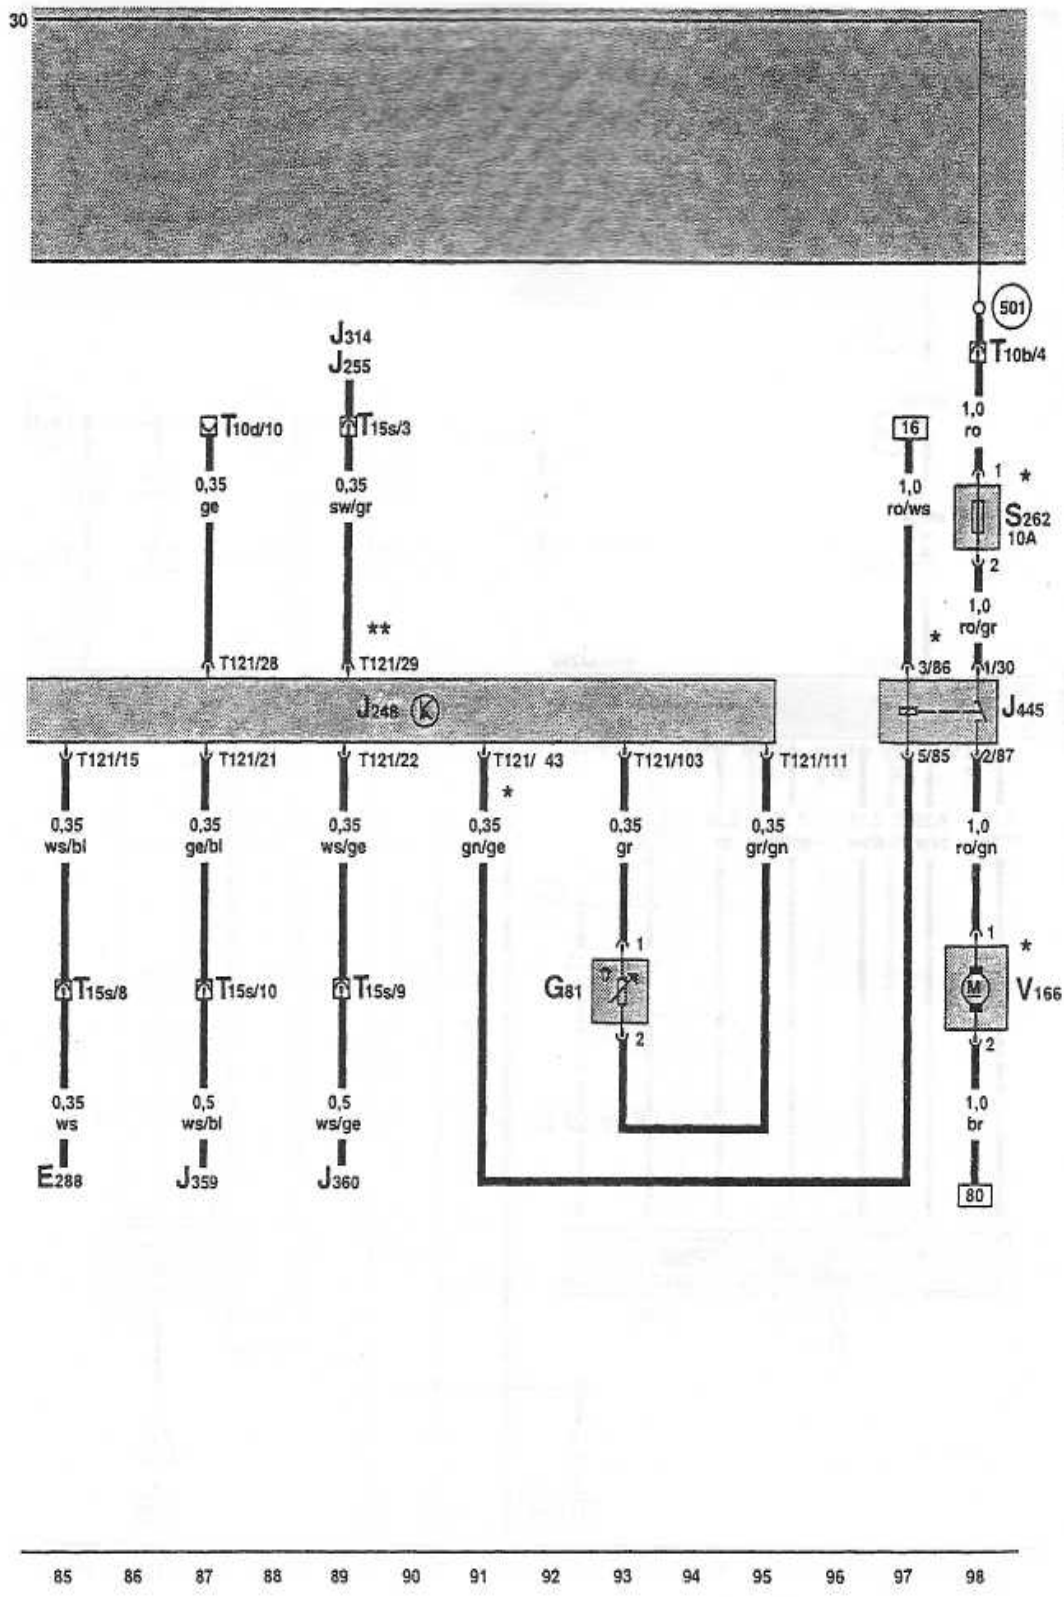 30
501
J314
J255
T10b/4
T10d/10
T15s/3
16
1,0
ro
1
*
0,35
ge
0,35
sw/gr
1,0
ro/ws
S262
10A
2
1,0
ro/gr
**
*
T121/28
T121/29
3/86
1/30
J248
J445
T121/15
T121/21
T121/22
T121/ 43
T121/103
T121/111
5/85
2/87
*
0,35
ws/bl
0,35
ge/bl
0,35
ws/ge
0,35
gn/ge
0,35
gr
0,35
gr/gn
1,0
ro/gn
1
1
*
T15s/8
T15s/10
T15s/9
G81
M
V166
2
2
0,35
ws
0,5
ws/bl
0,5
ws/ge
1,0
br
E288
J359
J360
80
85 86 87 88 89 90 91 92 93 94 95 96 97 98